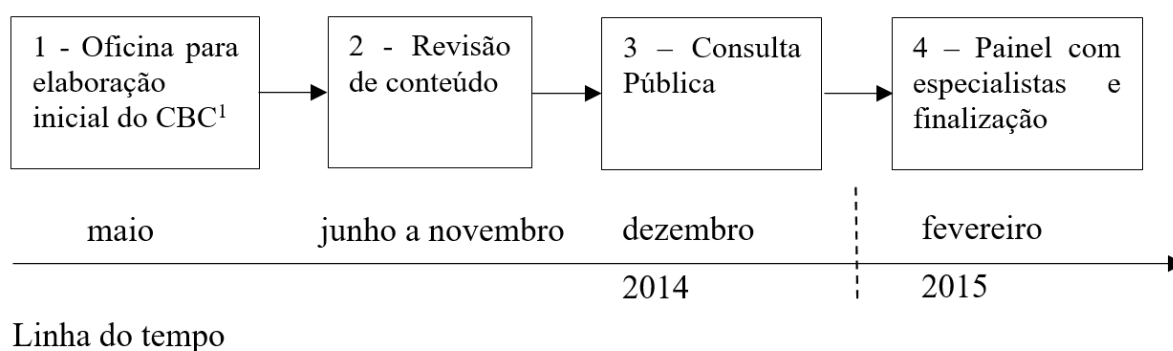 1 - Oficina para
elaboração
inicial do CBC¹
2 - Revisão
de conteúdo
3 – Consulta
Pública
4 – Painel com
especialistas e
finalização
maio
junho a novembro
dezembro
fevereiro
2014
2015
Linha do tempo